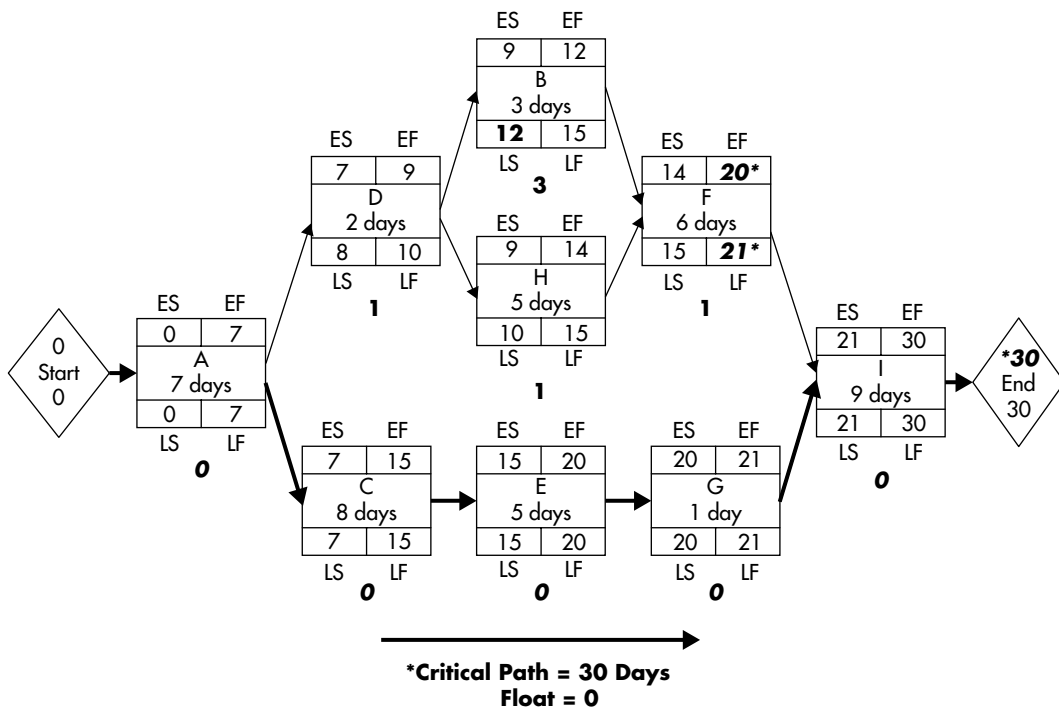 ES EF
9 12
B
3 days
12 15
LS LF
3
ES EF
7 9
D
2 days
8 10
LS LF
1
ES EF
14 20*
F
6 days
15 21*
LS LF
1
ES EF
9 14
H
5 days
10 15
LS LF
1
0
Start
0
ES EF
0 7
A
7 days
0 7
LS LF
0
ES EF
21 30
I
9 days
21 30
LS LF
0
*30
End
30
ES EF
7 15
C
8 days
7 15
LS LF
0
ES EF
15 20
E
5 days
15 20
LS LF
0
ES EF
20 21
G
1 day
20 21
LS LF
0
*Critical Path = 30 Days
Float = 0